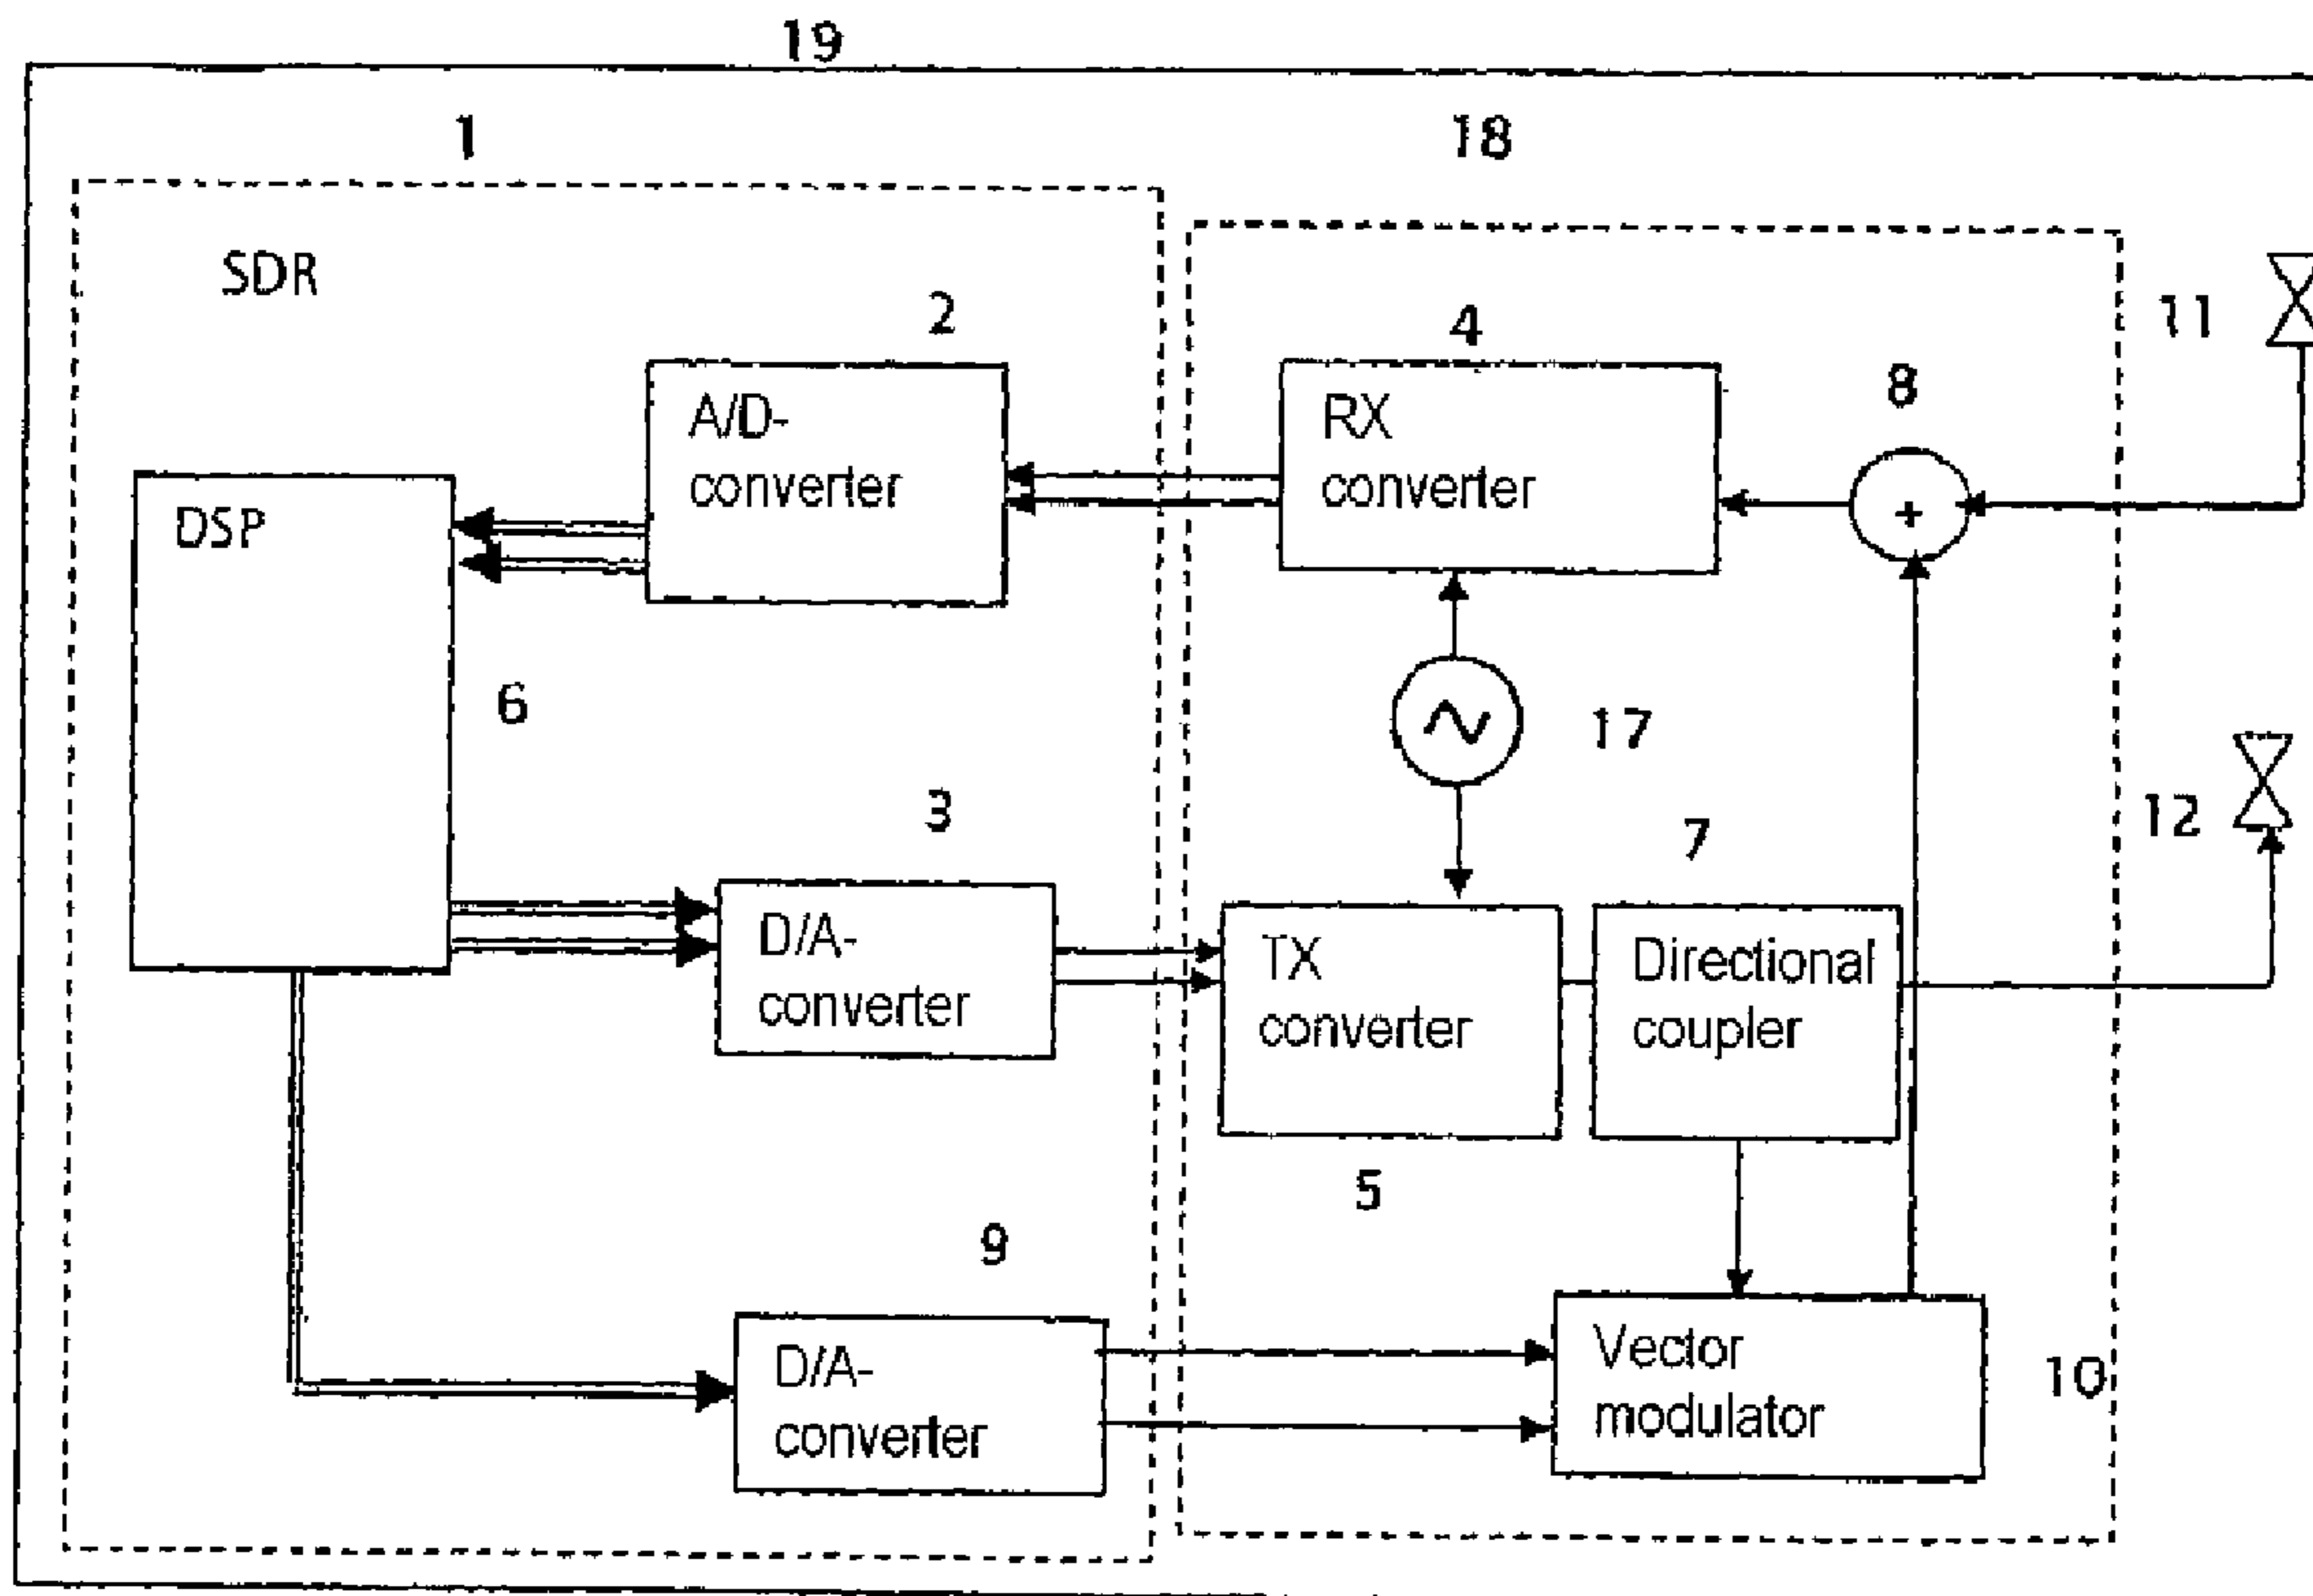 19
1
18
SDR
2
4
11
8
A/D-
converter
RX
converter
+
DSP
6
17
3
7
12
D/A-
converter
TX
converter
Directional
coupler
5
9
D/A-
converter
Vector
modulator
10